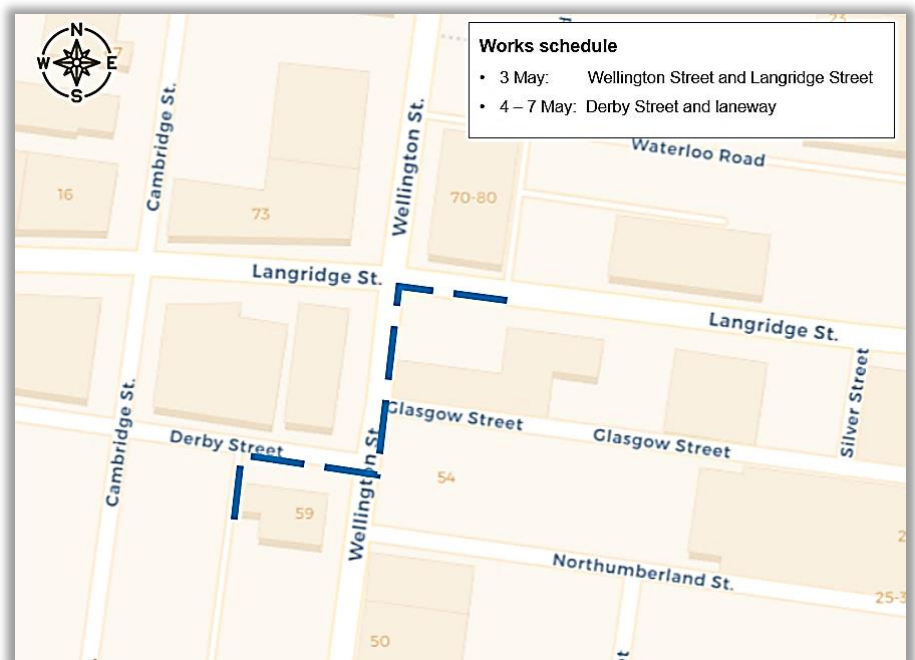 N
W E
S
Works schedule
• 3 May: Wellington Street and Langridge Street
• 4 – 7 May: Derby Street and laneway
Cambridge St.
Wellington St.
Waterloo Road
16
73
70-80
Langridge St.
Langridge St.
Silver Street
Glasgow Street
Glasgow Street
Cambridge St.
Derby Street
Wellington St.
54
59
Northumberland St.
50